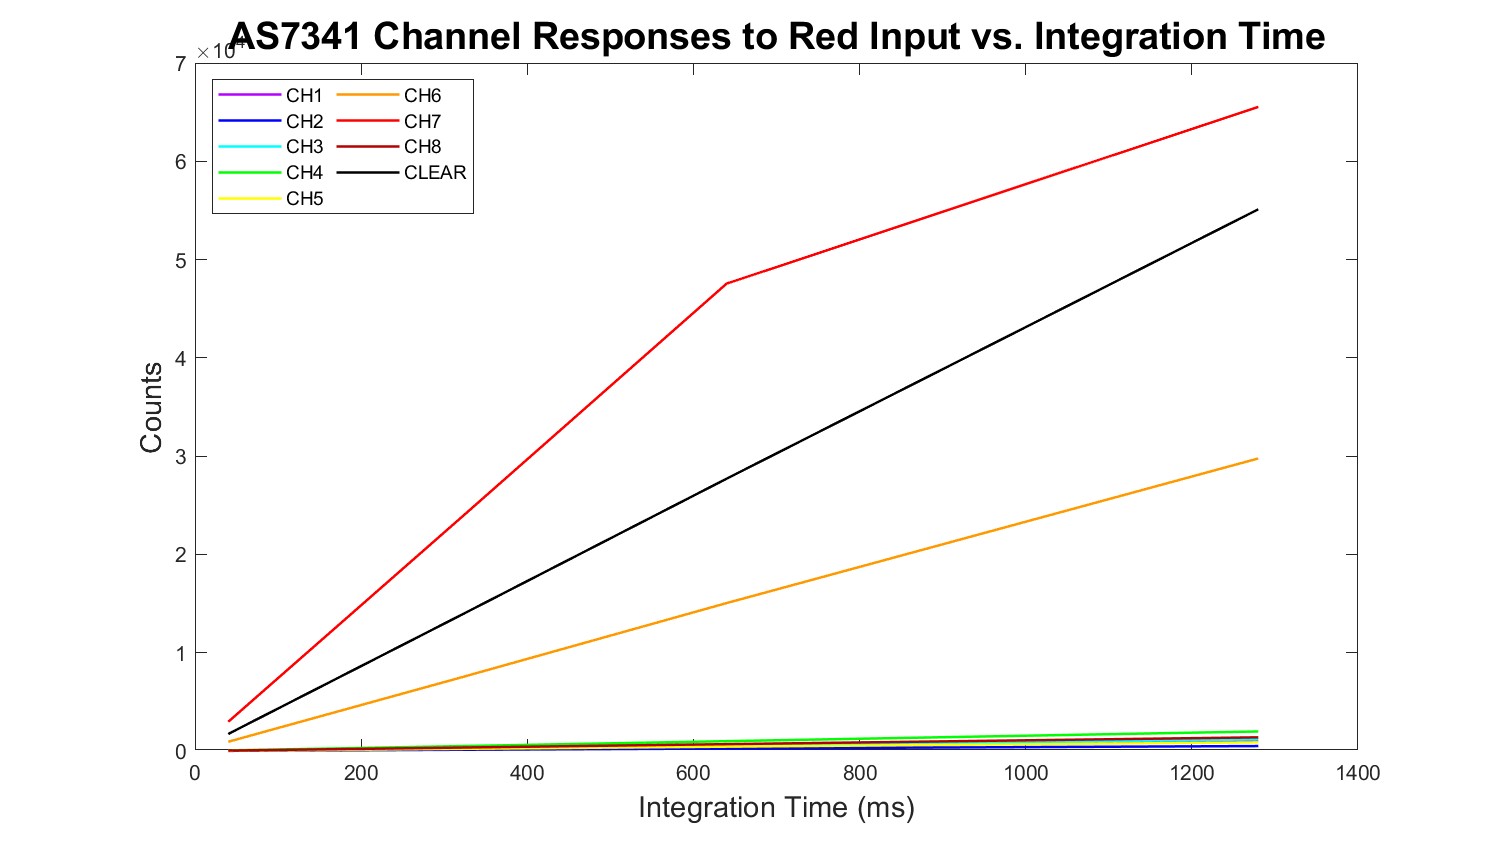 AS7341 Channel Responses to Red Input vs. Integration Time
×10⁴
7
6
5
4
3
2
1
0
Counts
CH1
CH2
CH3
CH4
CH5
CH6
CH7
CH8
CLEAR
0 200 400 600 800 1000 1200 1400
Integration Time (ms)